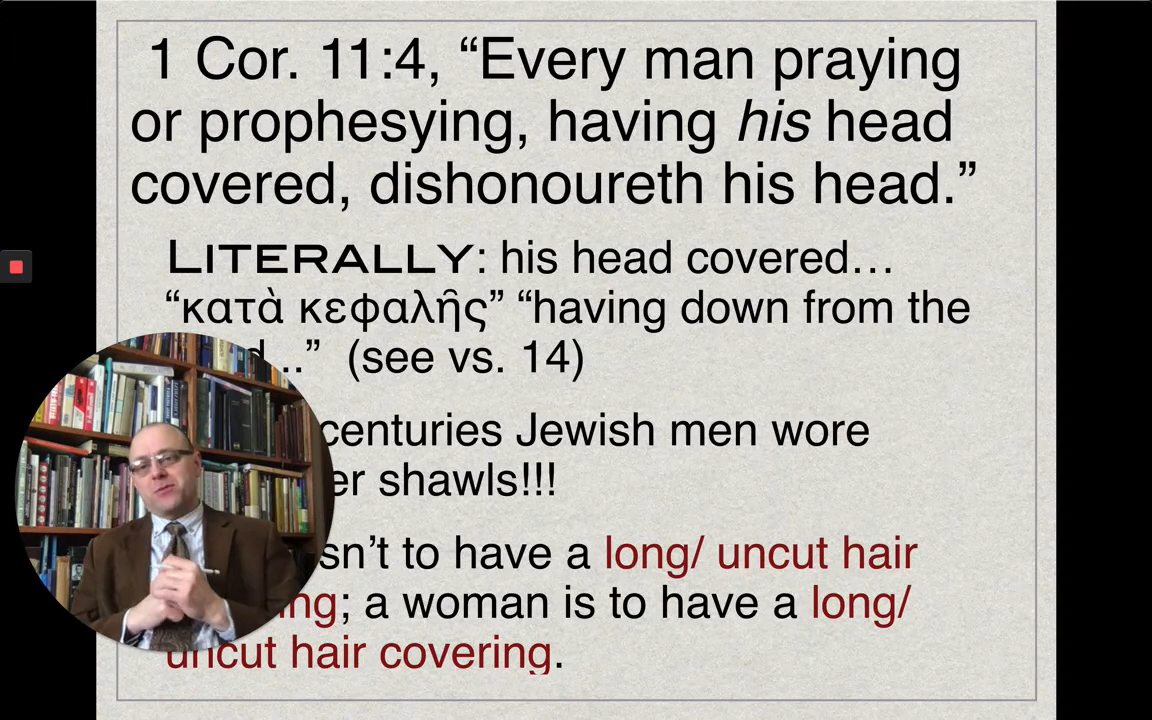 1 Cor. 11:4, “Every man praying
or prophesying, having his head
covered, dishonoureth his head.”
LITERALLY: his head covered…
“κατὰ κεφαλῆς” “having down from the
...” (see vs. 14)
centuries Jewish men wore
shawls!!!
to have a long/ uncut hair
; a woman is to have a long/
uncut hair covering.